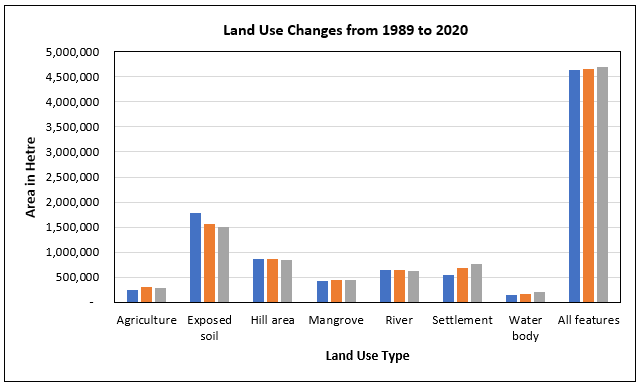 Land Use Changes from 1989 to 2020
5,000,000
4,500,000
4,000,000
3,500,000
3,000,000
2,500,000
2,000,000
1,500,000
1,000,000
500,000
-
Area in Hetre
Agriculture Exposed Hill area Mangrove River Settlement Water All features
soil body
Land Use Type